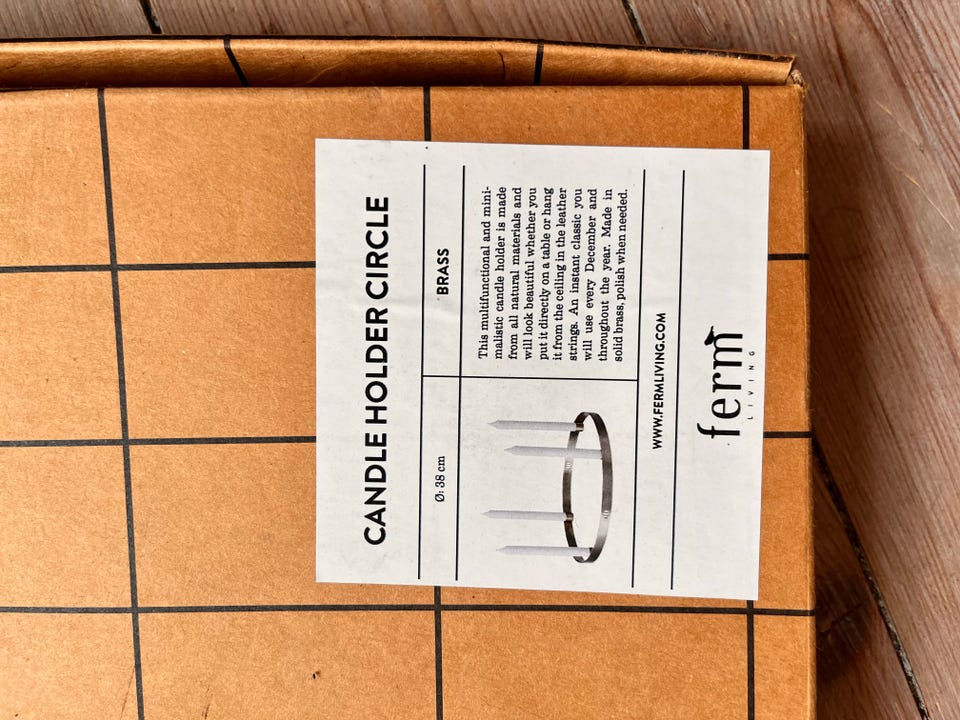 CANDLE HOLDER CIRCLE
Ø: 38 cm
BRASS
This multifunctional and mini-
malistic candle holder is made
from all natural materials and
will look beautiful whether you
put it directly on a table or hang
it from the ceiling in the leather
strings. An instant classic you
will use every December and
throughout the year. Made in
solid brass, polish when needed.
WWW.FERMLIVING.COM
ferm
LIVING